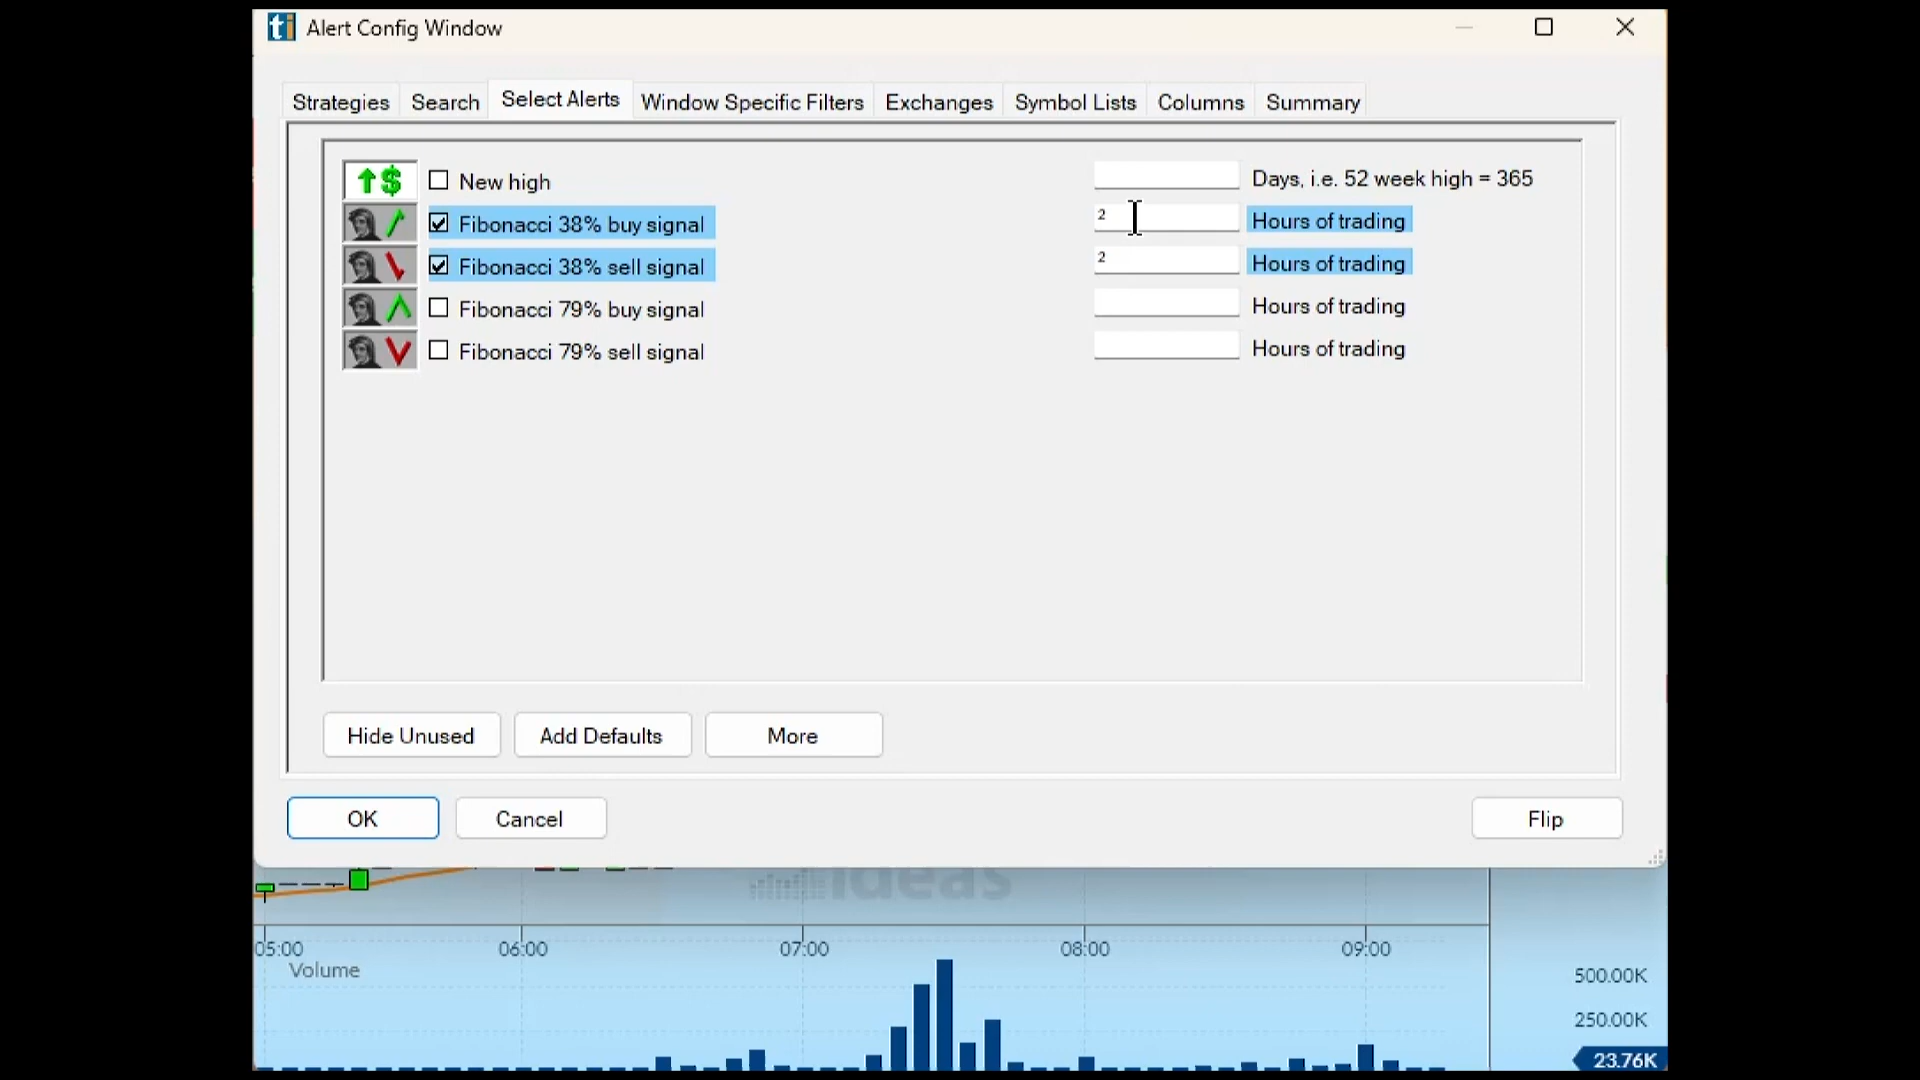 ti Alert Config Window
Strategies Search Select Alerts Window Specific Filters Exchanges Symbol Lists Columns Summary
New high Days, i.e. 52 week high = 365
Fibonacci 38% buy signal 2 Hours of trading
Fibonacci 38% sell signal 2 Hours of trading
Fibonacci 79% buy signal Hours of trading
Fibonacci 79% sell signal Hours of trading
Hide Unused Add Defaults More
OK Cancel Flip
ideas
05:00 06:00 07:00 08:00 09:00
Volume
500.00K
250.00K
23.76K